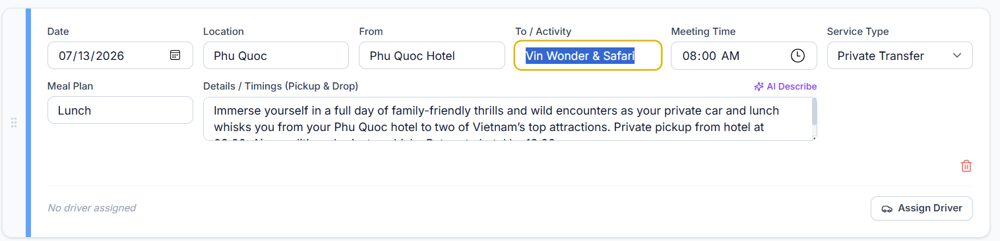 Date Location From To / Activity Meeting Time Service Type
07/13/2026 Phu Quoc Phu Quoc Hotel Vin Wonder & Safari 08:00 AM Private Transfer
Meal Plan Details / Timings (Pickup & Drop) AI Describe
Lunch
Immerse yourself in a full day of family-friendly thrills and wild encounters as your private car and lunch
whisks you from your Phu Quoc hotel to two of Vietnam’s top attractions. Private pickup from hotel at
No driver assigned Assign Driver